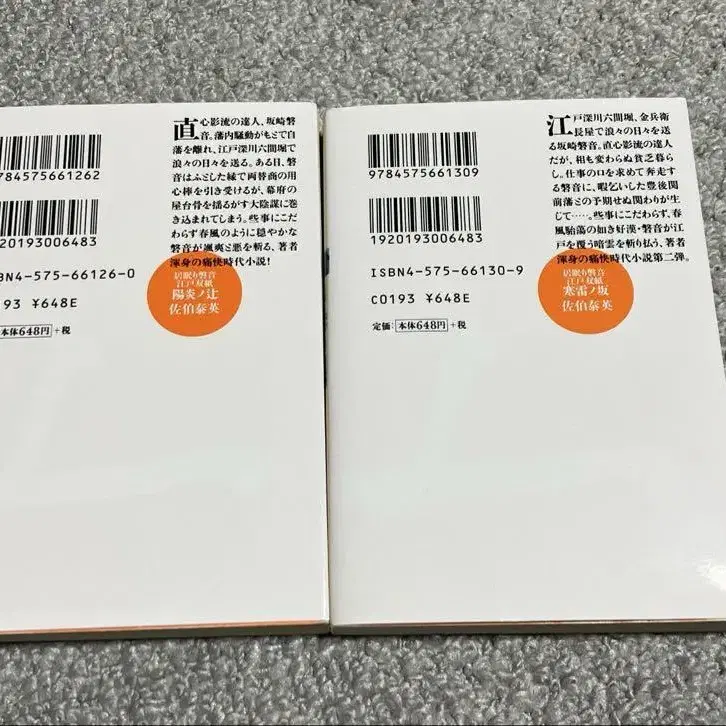 9784575661262
1920193006483
BN4-575-66126-0
193 ¥648E
本体648円 +税
直心影流の達人、坂崎磐
音。藩内騒動がもとで自
藩を離れ、江戸深川六間堀で
浪々の日々を送る。ある日、磐
音はふとした縁で両替商の用
心棒を引き受けるが、幕府の
屋台骨を揺るがす大陰謀に巻
き込まれてしまう。些事にこだ
わらず春風のように穏やかな
磐音が颯爽と悪を斬る、著者
渾身の痛快時代小説!
居眠り磐音
江戸双紙
陽炎ノ辻
佐伯泰英
9784575661309
1920193006483
ISBN4-575-66130-9
C0193 ¥648E
定価:本体648円 +税
江戸深川六間堀、金兵衛
長屋で浪々の日々を送
る坂崎磐音。直心影流の達人
だが、相も変わらぬ貧乏暮ら
し。仕事の口を求めて奔走す
る磐音に、暇乞いした豊後関
前藩との予期せぬ関わりが
生じて……。些事にこだわらず、春
風駘蕩の如き好漢・磐音が江
戸を覆う暗雲を斬り払う、著者
渾身の痛快時代小説第二弾。
居眠り磐音
江戸双紙
寒雷ノ坂
佐伯泰英